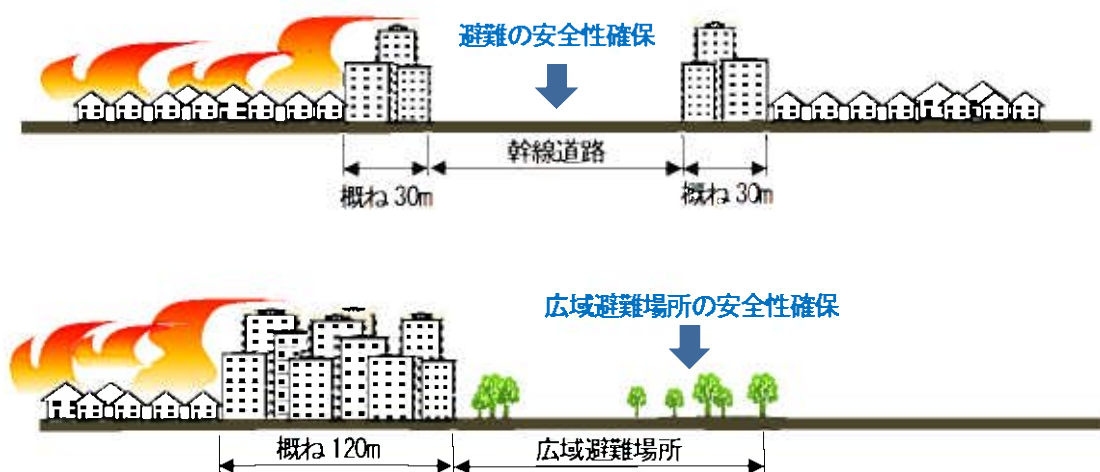 避難の安全性確保
幹線道路
概ね 30m
概ね 30m
広域避難場所の安全性確保
概ね 120m
広域避難場所